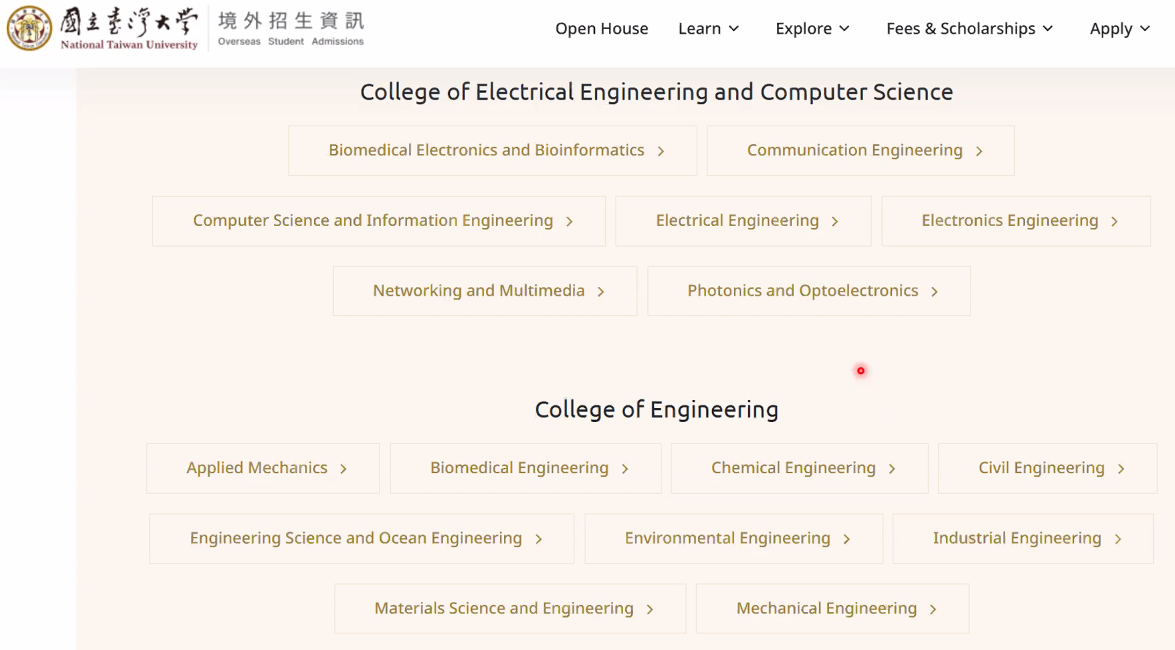 國立臺灣大學
National Taiwan University
境外招生資訊
Overseas Student Admissions
Open House Learn Explore Fees & Scholarships Apply
College of Electrical Engineering and Computer Science
Biomedical Electronics and Bioinformatics Communication Engineering
Computer Science and Information Engineering Electrical Engineering Electronics Engineering
Networking and Multimedia Photonics and Optoelectronics
College of Engineering
Applied Mechanics Biomedical Engineering Chemical Engineering Civil Engineering
Engineering Science and Ocean Engineering Environmental Engineering Industrial Engineering
Materials Science and Engineering Mechanical Engineering